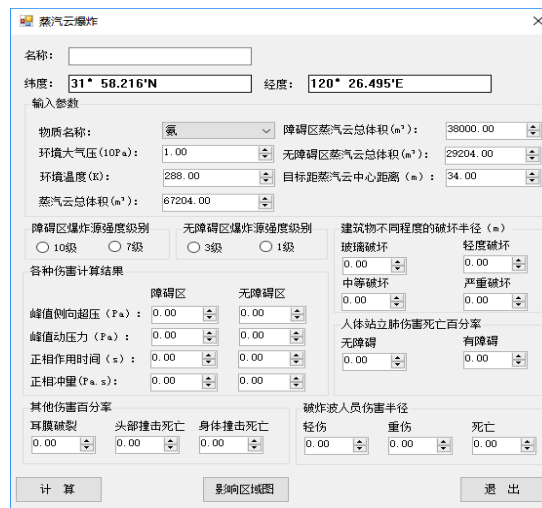 蒸汽云爆炸
名称：
纬度： 31° 58.216'N 经度： 120° 26.495'E
输入参数
物质名称： 氨 障碍区蒸汽云总体积(m³)： 38000.00
环境大气压(10Pa)： 1.00 无障碍区蒸汽云总体积(m³)： 29204.00
环境温度(K)： 288.00 目标距蒸汽云中心距离（m）： 34.00
蒸汽云总体积(m³)： 67204.00
障碍区爆炸源强度级别 无障碍区爆炸源强度级别 建筑物不同程度的破坏半径（m）
10级 7级 3级 1级 玻璃破坏 轻度破坏
0.00 0.00
中等破坏 严重破坏
0.00 0.00
各种伤害计算结果
障碍区 无障碍区
峰值侧向超压（Pa）： 0.00 0.00
峰值动压力（Pa）： 0.00 0.00
正相作用时间（s）： 0.00 0.00
正相冲量(Pa.s)： 0.00 0.00
人体站立肺伤害死亡百分率
无障碍 有障碍
0.00 0.00
其他伤害百分率
耳膜破裂 头部撞击死亡 身体撞击死亡
0.00 0.00 0.00
破炸波人员伤害半径
轻伤 重伤 死亡
0.00 0.00 0.00
计 算 影响区域图 退 出